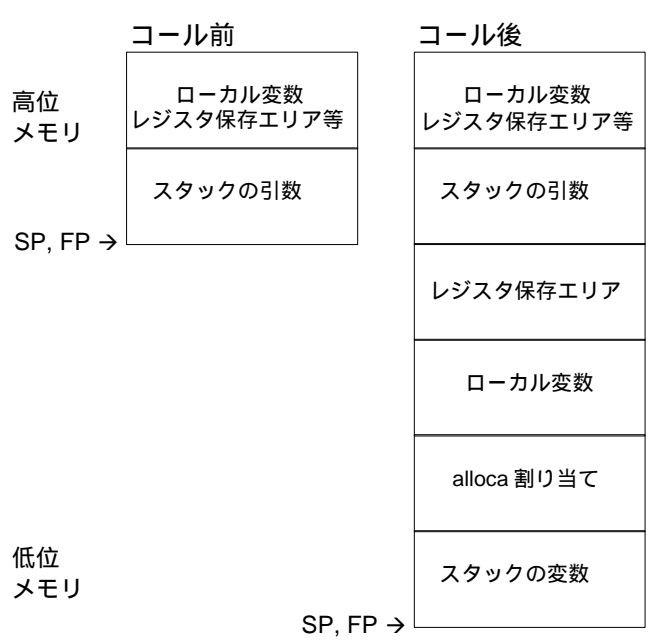 コール前
コール後
高位
メモリ
ローカル変数
レジスタ保存エリア等
スタックの引数
SP, FP →
ローカル変数
レジスタ保存エリア等
スタックの引数
レジスタ保存エリア
ローカル変数
alloca 割り当て
スタックの変数
低位
メモリ
SP, FP →